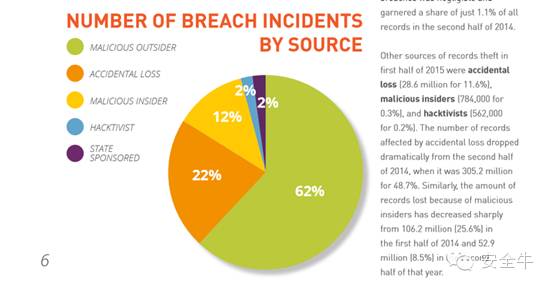 NUMBER OF BREACH INCIDENTS
BY SOURCE
MALICIOUS OUTSIDER
ACCIDENTAL LOSS
MALICIOUS INSIDER
HACKTIVIST
STATE
SPONSORED
2%
2%
12%
22%
62%
6
garnered a share of just 1.1% of all
records in the second half of 2014.
Other sources of records theft in
first half of 2015 were accidental
loss (28.6 million for 11.6%),
malicious insiders (784,000 for
0.3%), and hacktivists (562,000
for 0.2%). The number of records
affected by accidental loss dropped
dramatically from the second half
of 2014, when it was 305.2 million
for 48.7%. Similarly, the amount of
records lost because of malicious
insiders has decreased sharply
from 106.2 million (25.6%) in
the first half of 2014 and 52.9
million (8.5%) in
half of that year.
安全牛